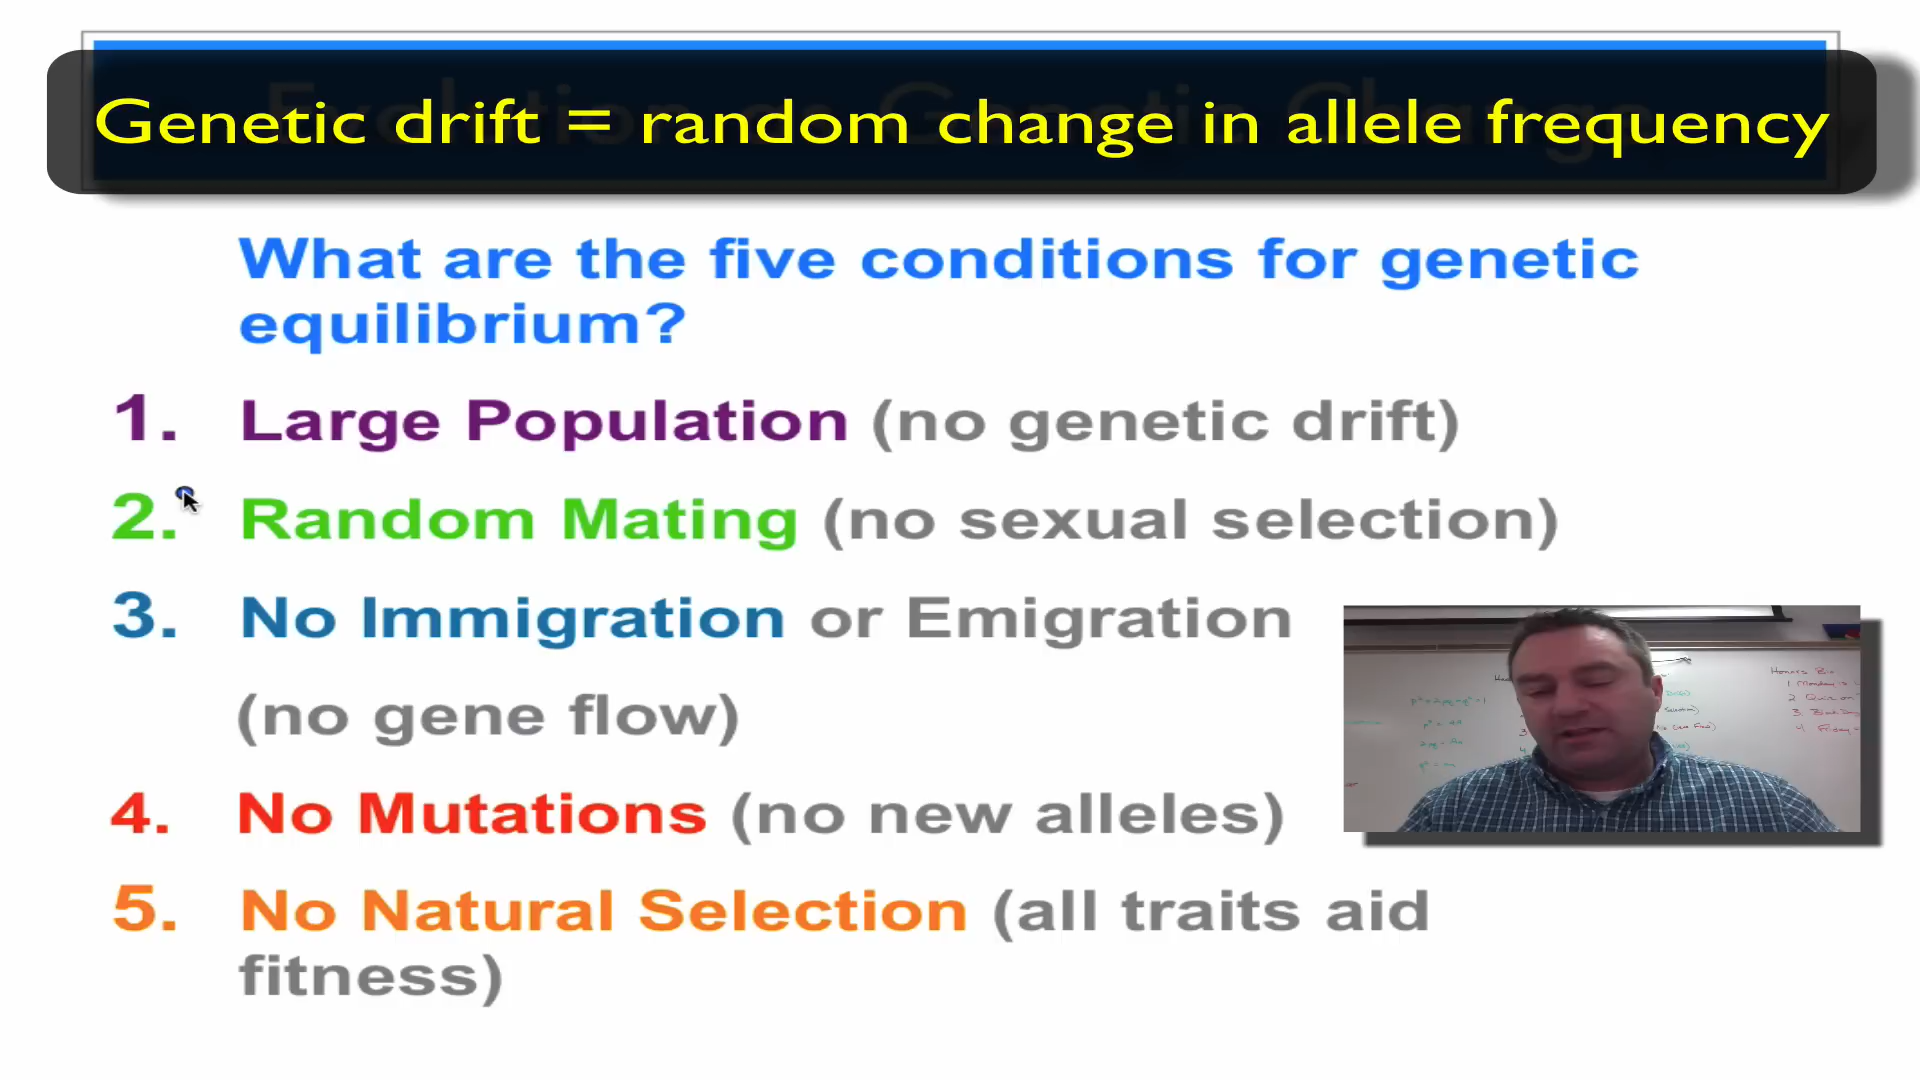 Genetic drift = random change in allele frequency
What are the five conditions for genetic
equilibrium?
1. Large Population (no genetic drift)
2. Random Mating (no sexual selection)
3. No Immigration or Emigration
(no gene flow)
4. No Mutations (no new alleles)
5. No Natural Selection (all traits aid
fitness)
Honors Bio